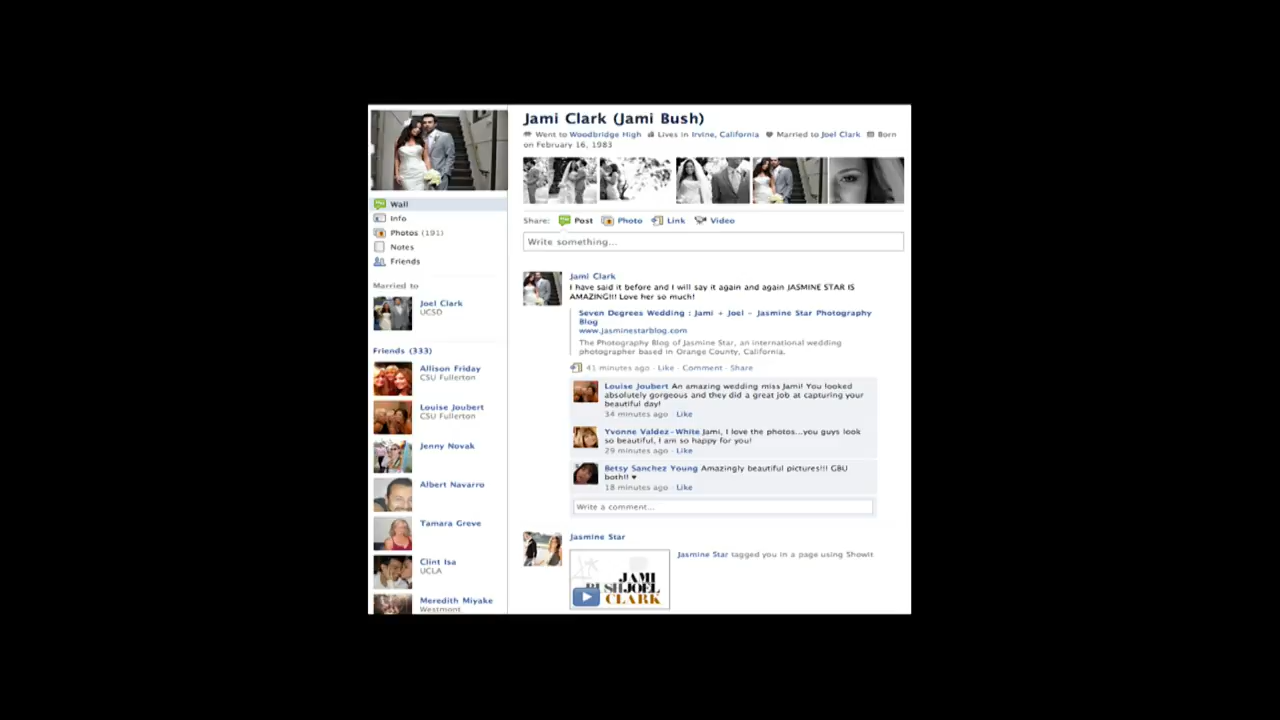 Jami Clark (Jami Bush)
Went to Woodbridge High Lives in Irvine, California Married to Joel Clark Born
on February 16, 1983
Wall
Info
Photos (191)
Notes
Friends
Married to
Joel Clark
UCSD
Friends (333)
Allison Friday
CSU Fullerton
Louise Joubert
CSU Fullerton
Jenny Novak
Albert Navarro
Tamara Greve
Clint Isa
UCLA
Meredith Miyake
Westmont
Share: Post Photo Link Video
Write something...
Jami Clark
I have said it before and I will say it again and again JASMINE STAR IS
AMAZING!!! Love her so much!
Seven Degrees Wedding : Jami + Joel - Jasmine Star Photography
Blog
www.jasminestarblog.com
The Photography Blog of Jasmine Star, an international wedding
photographer based in Orange County, California.
41 minutes ago · Like · Comment · Share
Louise Joubert An amazing wedding miss Jami! You looked
absolutely gorgeous and they did a great job at capturing your
beautiful day!
34 minutes ago · Like
Yvonne Valdez-White Jami, I love the photos...you guys look
so beautiful, I am so happy for you!
29 minutes ago · Like
Betsy Sanchez Young Amazingly beautiful pictures!!! GBU
both!! ♥
18 minutes ago · Like
Write a comment...
Jasmine Star
Jasmine Star tagged you in a page using ShowIt
JAMI
BUSHJOEL
CLARK